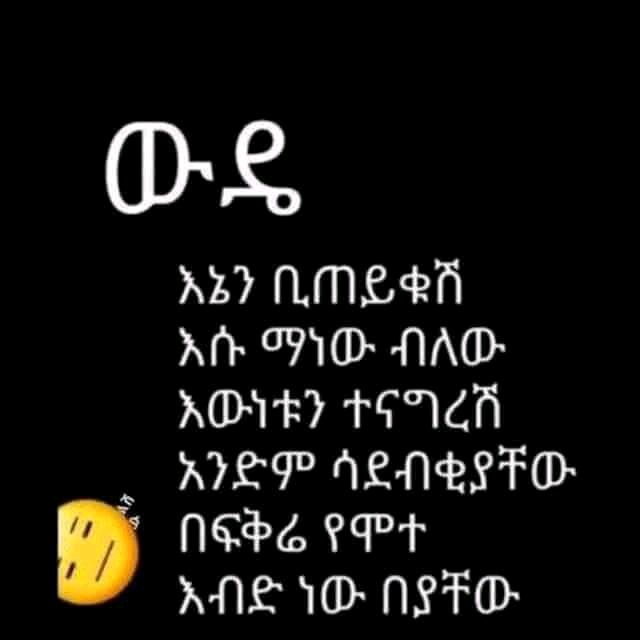 ውዴ
እኔን ቢጠይቁሽ
እሱ ማነው ብለው
እውነቱን ተናግረሽ
አንድም ሳደብቂያቸው
በፍቅሬ የሞተ
እብድ ነው በያቸው